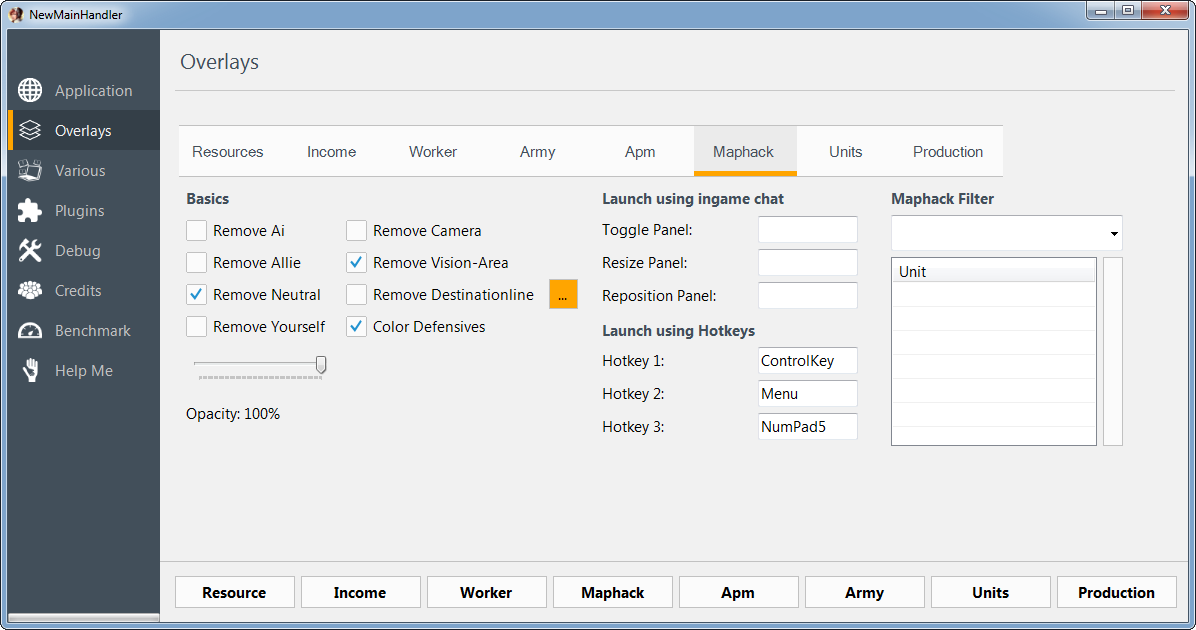 NewMainHandler
Application
Overlays
Various
Plugins
Debug
Credits
Benchmark
Help Me
Overlays
Resources Income Worker Army Apm Maphack Units Production
Basics
Remove Ai Remove Camera
Remove Allie Remove Vision-Area
Remove Neutral Remove Destinationline ...
Remove Yourself Color Defensives
Opacity: 100%
Launch using ingame chat
Toggle Panel:
Resize Panel:
Reposition Panel:
Launch using Hotkeys
Hotkey 1: ControlKey
Hotkey 2: Menu
Hotkey 3: NumPad5
Maphack Filter
Unit
Resource Income Worker Maphack Apm Army Units Production